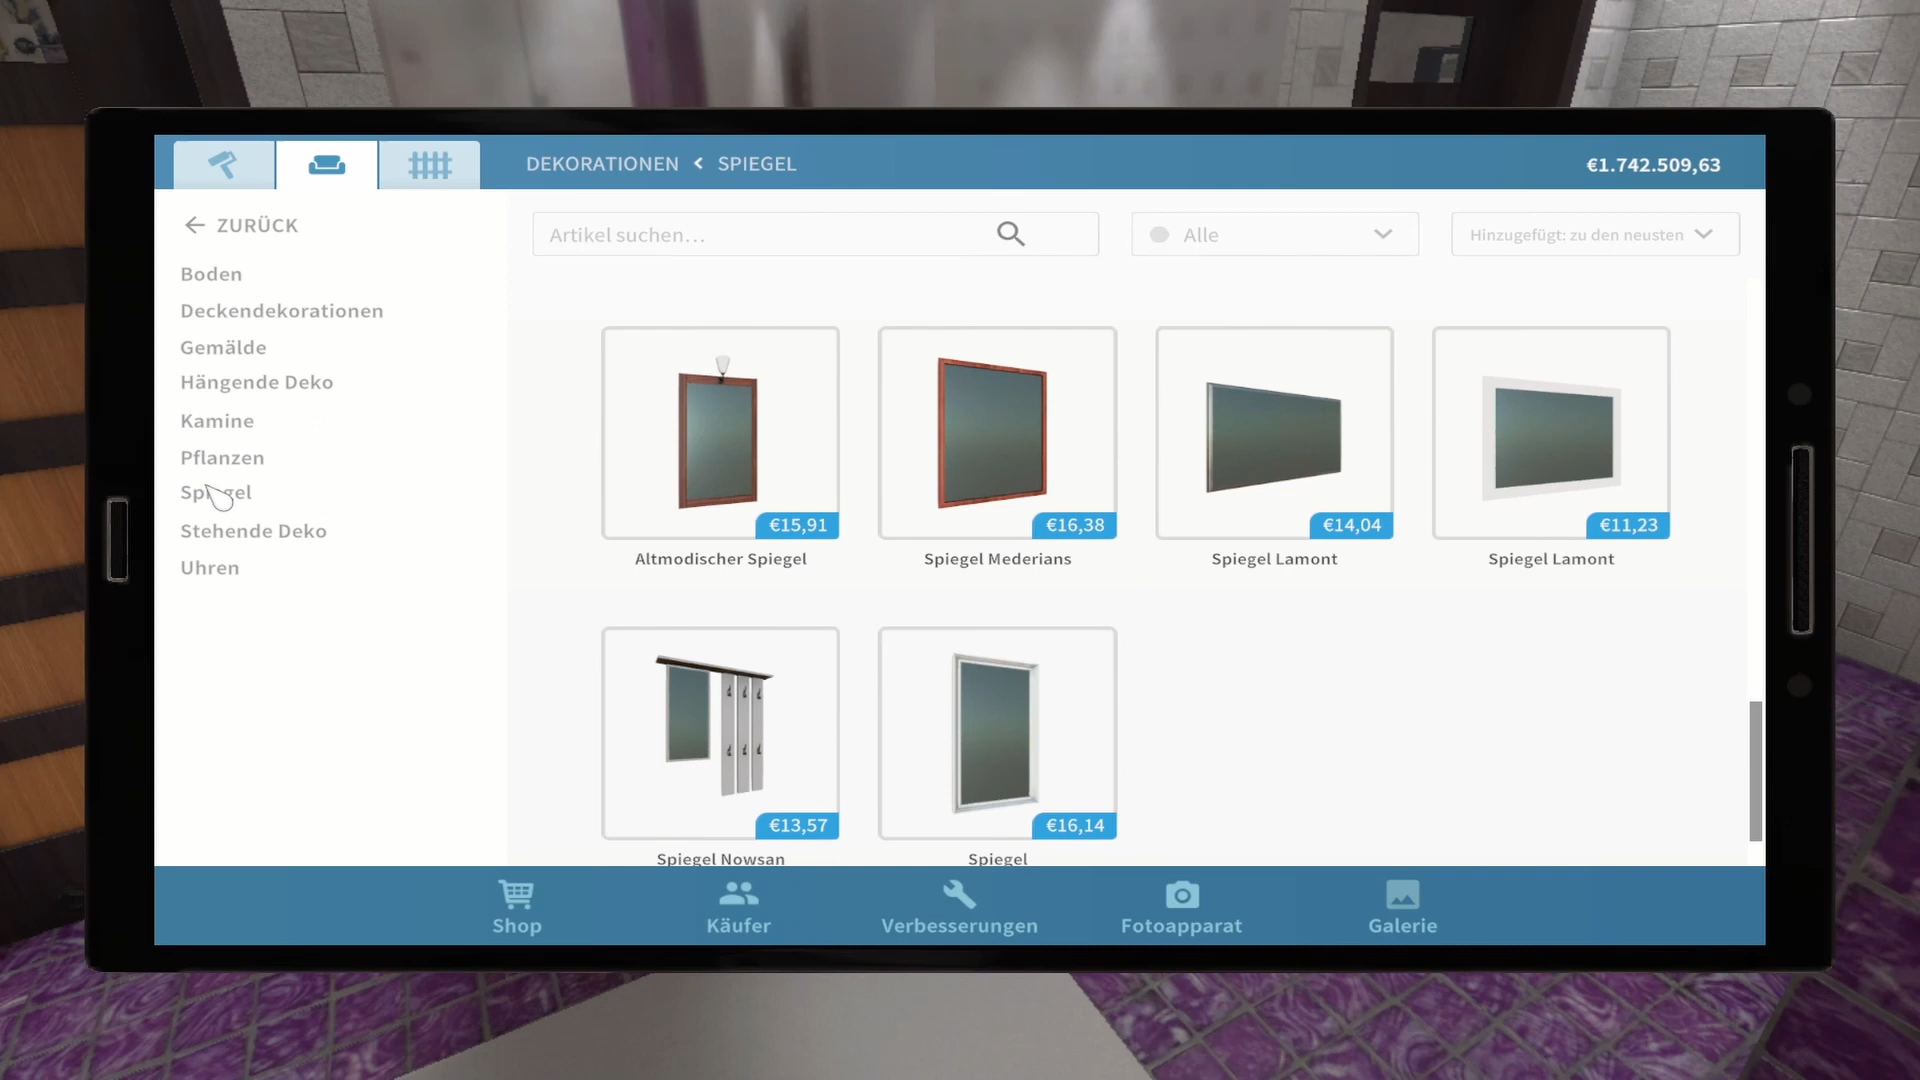 DEKORATIONEN < SPIEGEL
€1.742.509,63
ZURÜCK
Artikel suchen...
Alle
Hinzugefügt: zu den neusten
Boden
Deckendekorationen
Gemälde
Hängende Deko
Kamine
Pflanzen
Spiegel
Stehende Deko
Uhren
€15,91
€16,38
€14,04
€11,23
Altmodischer Spiegel
Spiegel Mederians
Spiegel Lamont
Spiegel Lamont
€13,57
€16,14
Spiegel Nowsan
Spiegel
Shop
Käufer
Verbesserungen
Fotoapparat
Galerie